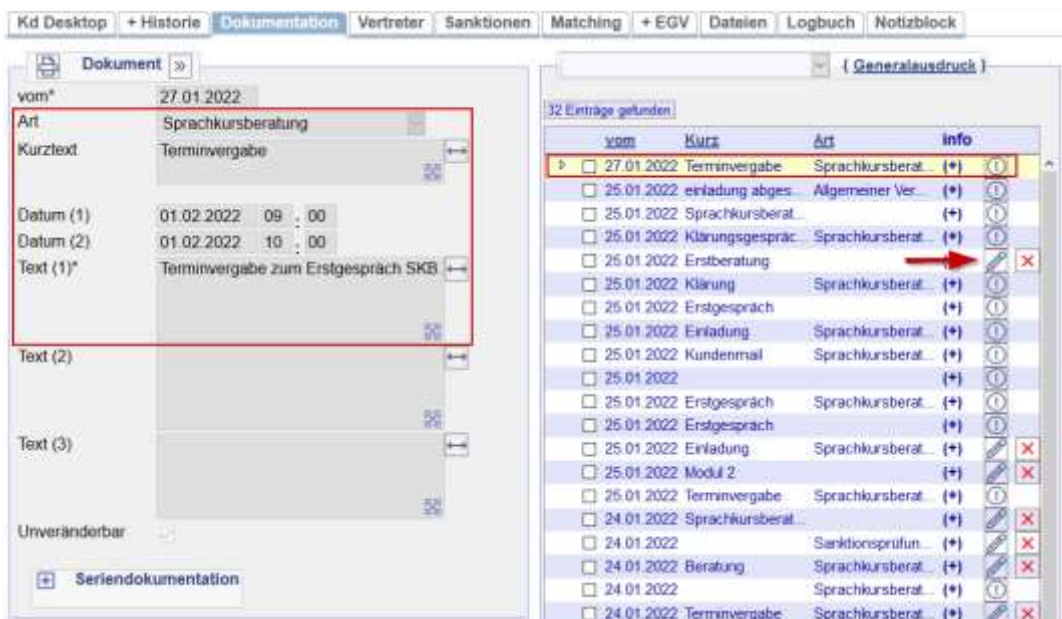 Kd Desktop + Historie Dokumentation Vertreter Sanktionen Matching + EGV Dateien Logbuch Notizblock
Dokument »
vom* 27.01.2022
Art Sprachkursberatung
Kurztext Terminvergabe
Datum (1) 01.02.2022 09 : 00
Datum (2) 01.02.2022 10 : 00
Text (1)* Terminvergabe zum Erstgespräch SKB
Text (2)
Text (3)
Unveränderbar
Seriendokumentation
( Generalausdruck )
32 Einträge gefunden
vom Kurz Art Info
27.01.2022 Terminvergabe Sprachkursberat... (+)
25.01.2022 einladung abges... Allgemeiner Ver... (+)
25.01.2022 Sprachkursberat... (+)
25.01.2022 Klärungsgespräc... Sprachkursberat... (+)
25.01.2022 Erstberatung
25.01.2022 Klärung Sprachkursberat... (+)
25.01.2022 Erstgespräch (+)
25.01.2022 Einladung Sprachkursberat... (+)
25.01.2022 Kundenmail Sprachkursberat... (+)
25.01.2022 (+)
25.01.2022 Erstgespräch Sprachkursberat... (+)
25.01.2022 Erstgespräch (+)
25.01.2022 Einladung Sprachkursberat... (+)
25.01.2022 Modul 2 (+)
25.01.2022 Terminvergabe Sprachkursberat... (+)
24.01.2022 Sprachkursberat... (+)
24.01.2022 Sanktionsprüfun... (+)
24.01.2022 Beratung Sprachkursberat... (+)
24.01.2022 Sprachkursberat... (+)
24.01.2022 Terminvergabe Sprachkursberat... (+)